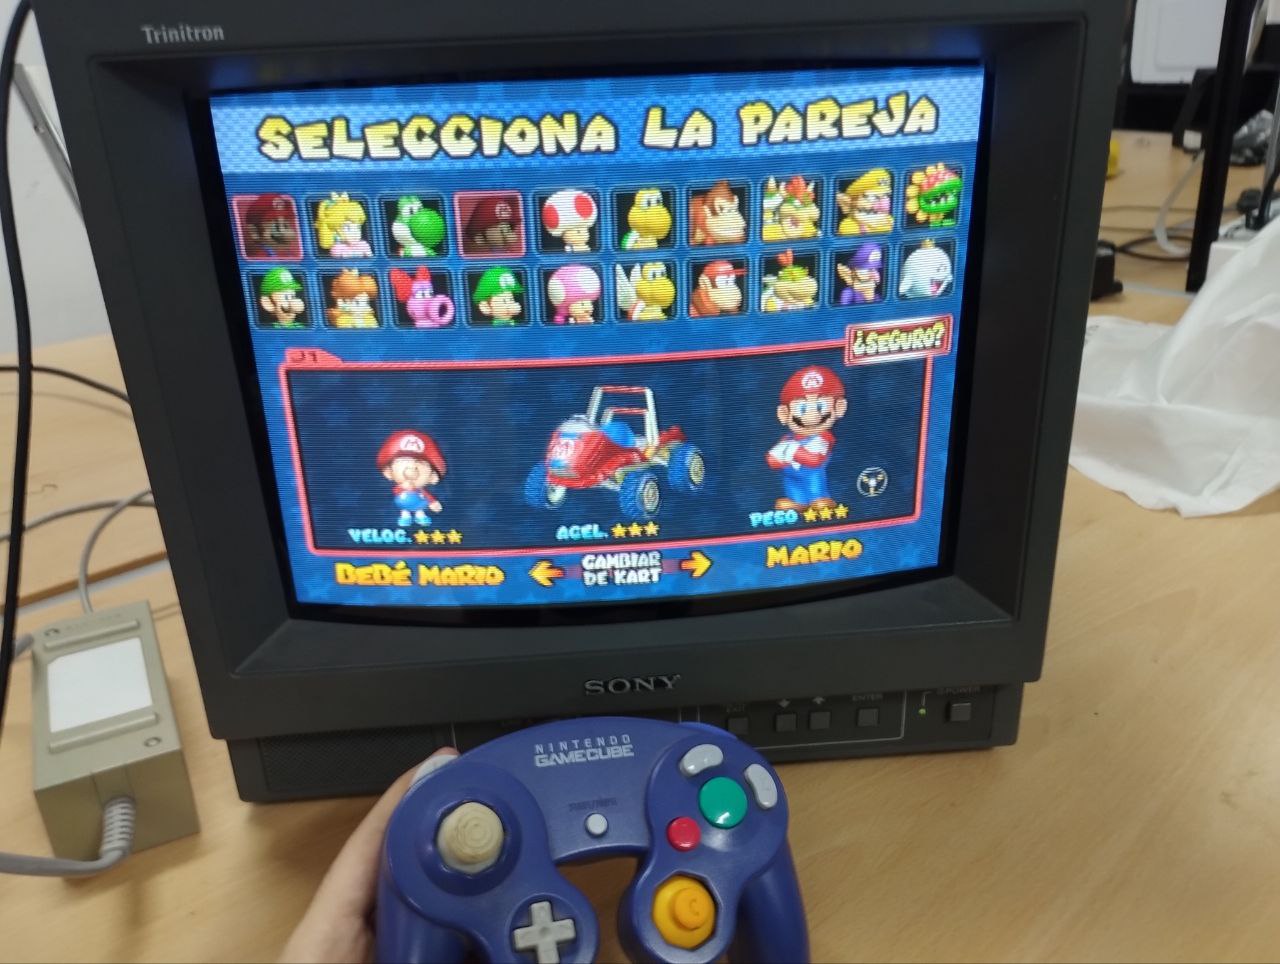 Trinitron
SELECCIONA LA PAREJA
¿SEGURO?
J1
VELOC. ★★★
ACEL. ★★★
PESO ★★★
BEBÉ MARIO
CAMBIAR
DE KART
MARIO
SONY
ENTER
POWER
NINTENDO
GAMECUBE
C